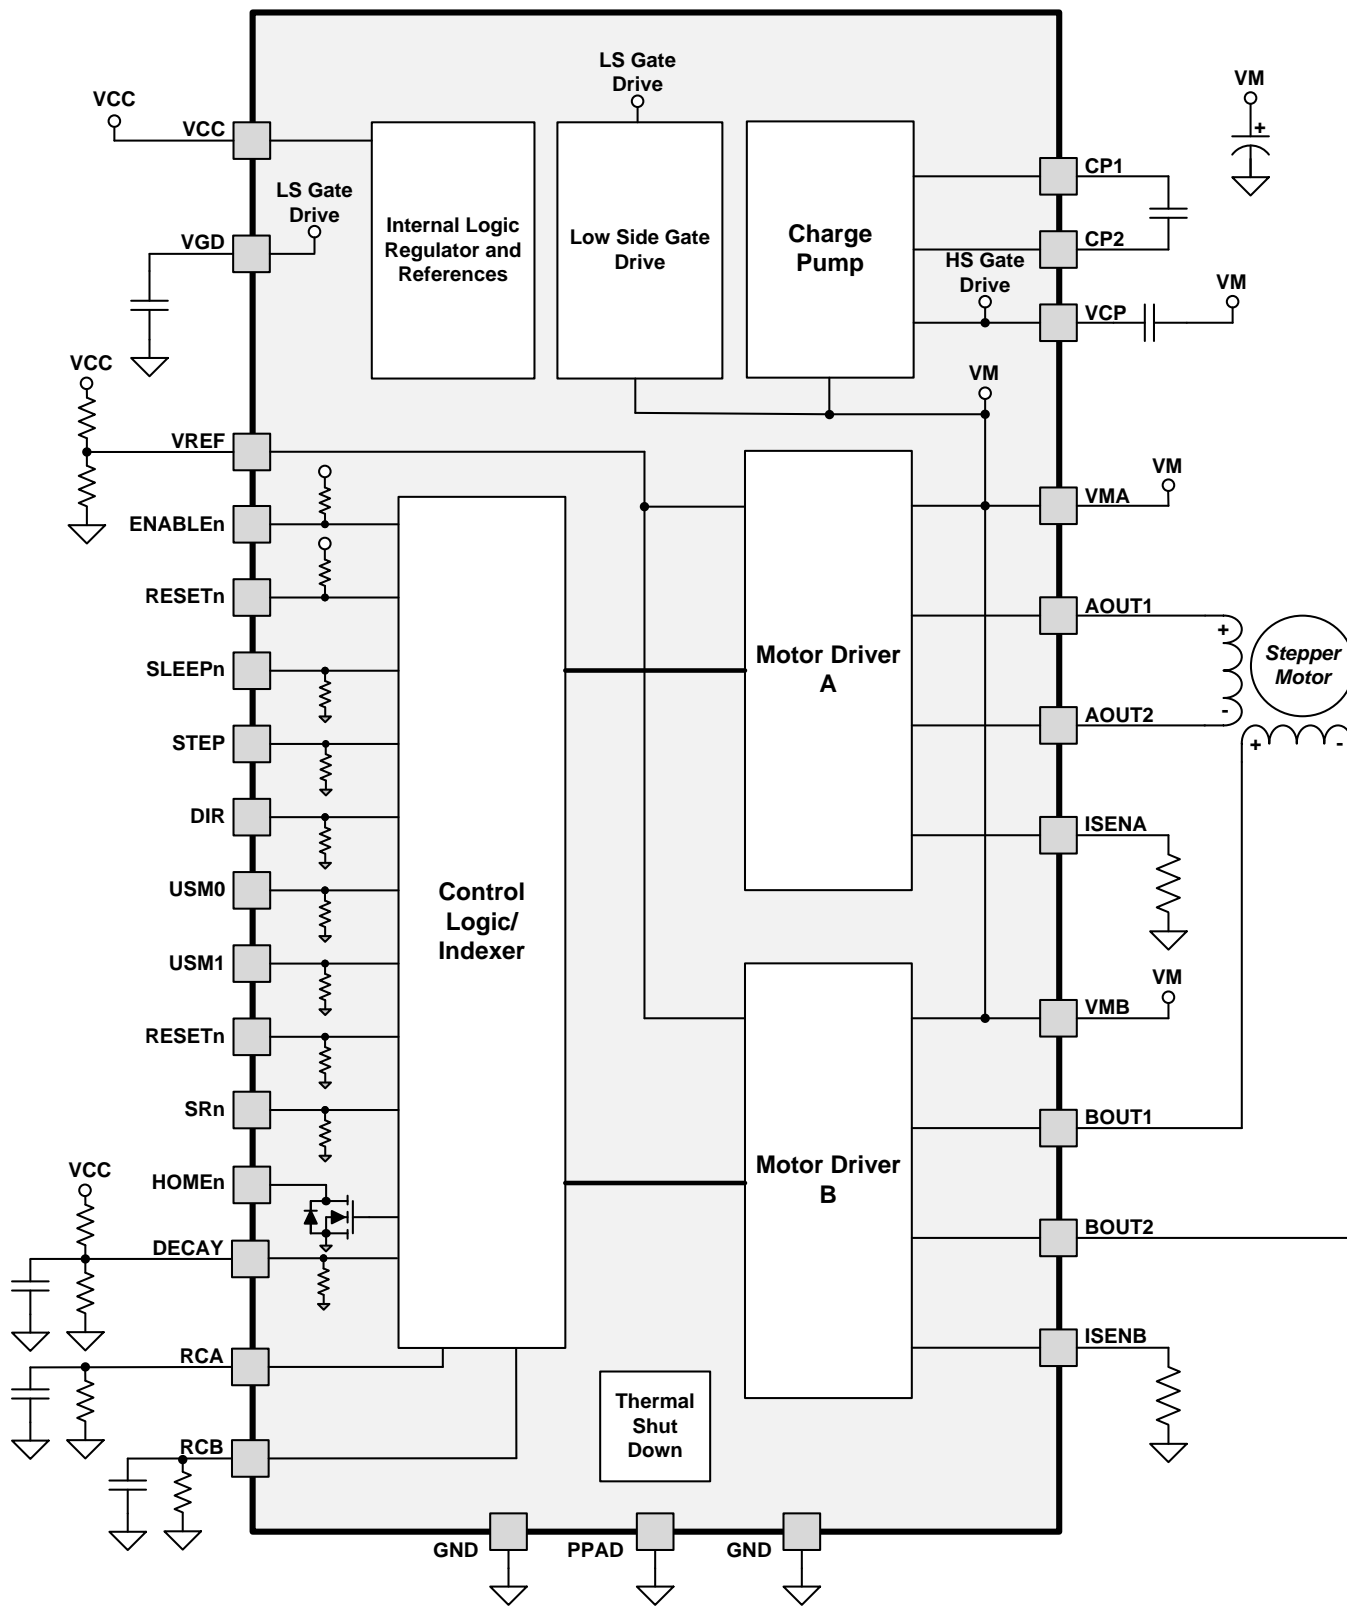 LS Gate
Drive
VM
+
VCC
VCC
CP1
LS Gate
Drive
Internal Logic
Regulator and
References
Low Side Gate
Drive
Charge
Pump
VGD
CP2
HS Gate
Drive
VM
VCP
VCC
VM
VREF
VM
VMA
ENABLEn
RESETn
AOUT1
+
Stepper
Motor
SLEEPn
Motor Driver
A
-
AOUT2
STEP
+
-
DIR
ISENA
USM0
Control
Logic/
Indexer
USM1
VM
VMB
RESETn
SRn
BOUT1
VCC
HOMEn
Motor Driver
B
DECAY
BOUT2
RCA
ISENB
Thermal
Shut
Down
RCB
GND
PPAD
GND